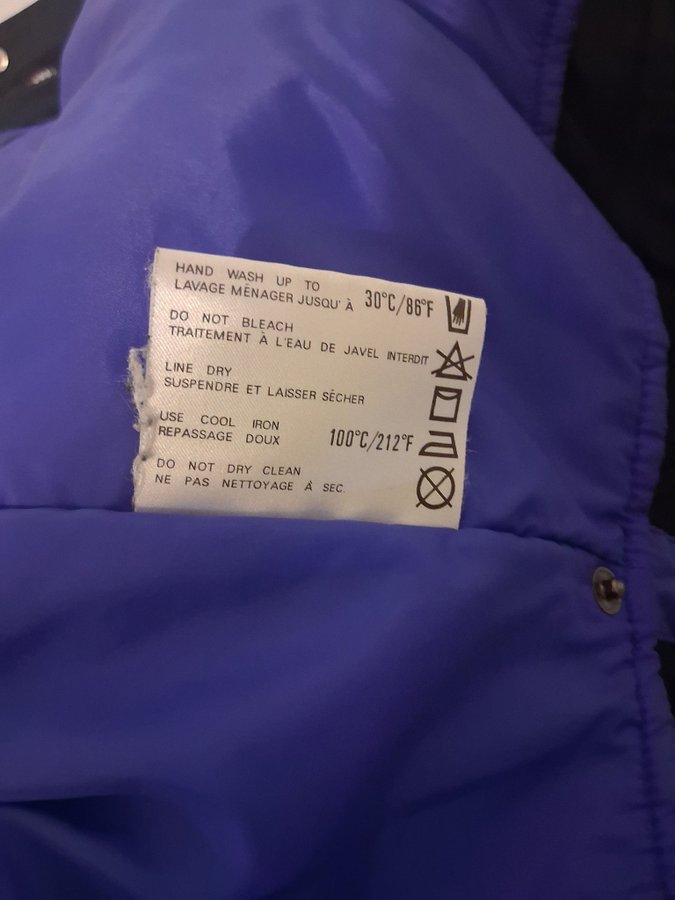 HAND WASH UP TO
LAVAGE MÉNAGER JUSQU' À 30°C/86°F
DO NOT BLEACH
TRAITEMENT À L'EAU DE JAVEL INTERDIT
LINE DRY
SUSPENDRE ET LAISSER SÉCHER
USE COOL IRON
REPASSAGE DOUX 100°C/212°F
DO NOT DRY CLEAN
NE PAS NETTOYAGE À SEC.